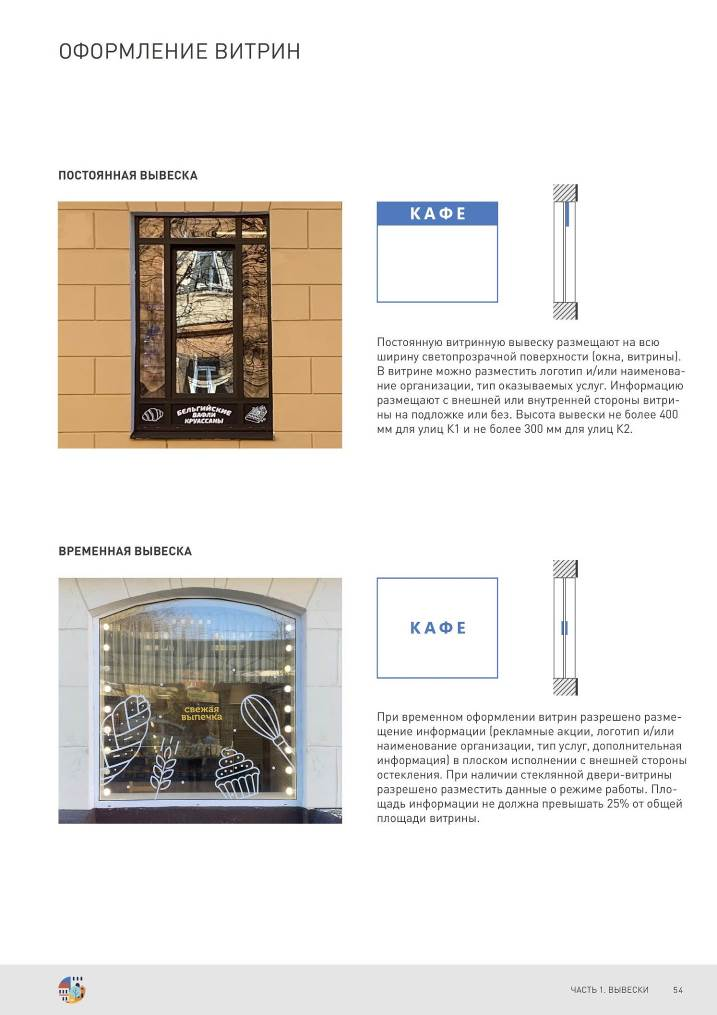 ОФОРМЛЕНИЕ ВИТРИН
ПОСТОЯННАЯ ВЫВЕСКА
БЕЛЬГИЙСКИЕ
ВАФЛИ
КРУАССАНЫ
КАФЕ
Постоянную витринную вывеску размещают на всю
ширину светопрозрачной поверхности (окна, витрины).
В витрине можно разместить логотип и/или наименова-
ние организации, тип оказываемых услуг. Информацию
размещают с внешней или внутренней стороны витри-
ны на подложке или без. Высота вывески не более 400
мм для улиц К1 и не более 300 мм для улиц К2.
ВРЕМЕННАЯ ВЫВЕСКА
свежая
выпечка
КАФЕ
При временном оформлении витрин разрешено разме-
щение информации (рекламные акции, логотип и/или
наименование организации, тип услуг, дополнительная
информация) в плоском исполнении с внешней стороны
остекления. При наличии стеклянной двери-витрины
разрешено разместить данные о режиме работы. Пло-
щадь информации не должна превышать 25% от общей
площади витрины.
ЧАСТЬ 1. ВЫВЕСКИ 54